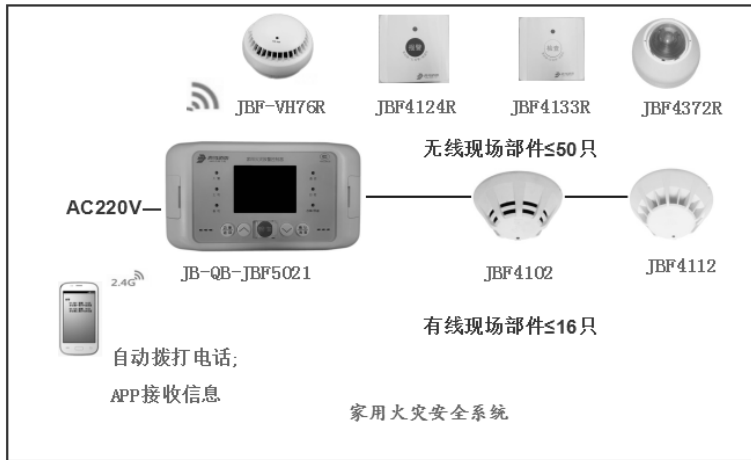 JBF-VH76R
JBF4124R
JBF4133R
JBF4372R
无线现场部件≤50只
AC220V
JB-QB-JBF5021
JBF4102
JBF4112
2.4G
有线现场部件≤16只
自动拨打电话;
APP接收信息
家用火灾安全系统